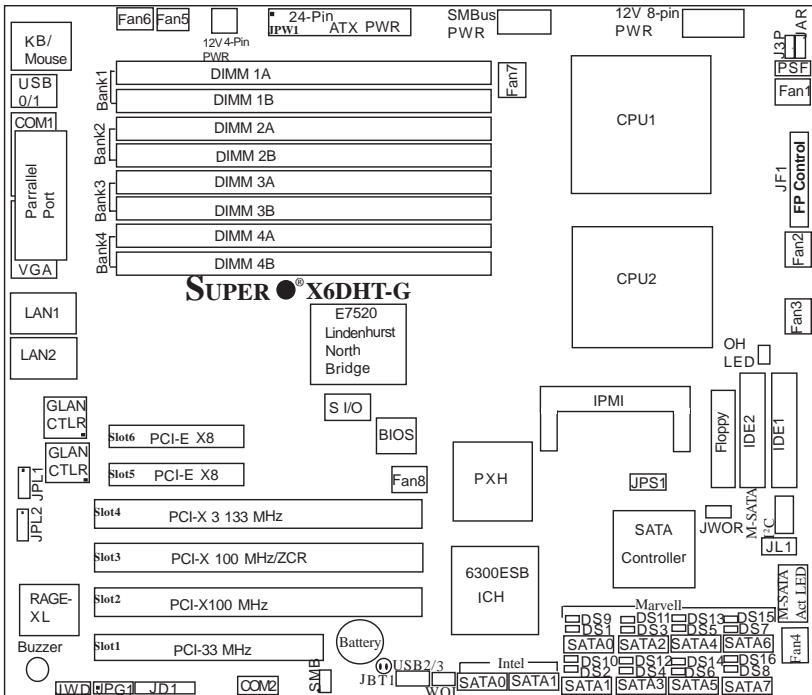 Fan6
Fan5
12V 4-Pin
PWR
24-Pin
JPW1 ATX PWR
SMBus
PWR
12V 8-pin
PWR
J3P
JAR
PSF
Fan1
KB/
Mouse
USB
0/1
COM1
Parrallel
Port
VGA
LAN1
LAN2
Bank1
DIMM 1A
DIMM 1B
Bank2
DIMM 2A
DIMM 2B
Bank3
DIMM 3A
DIMM 3B
Bank4
DIMM 4A
DIMM 4B
Fan7
CPU1
CPU2
JF1
FP Control
Fan2
Fan3
SUPER ●® X6DHT-G
E7520
Lindenhurst
North
Bridge
OH
LED
S I/O
BIOS
IPMI
Floppy
IDE2
IDE1
GLAN
CTLR
GLAN
CTLR
JPL1
JPL2
Slot6 PCI-E X8
Slot5 PCI-E X8
Fan8
PXH
JPS1
JWOR
M-SATA
I²C
JL1
Slot4 PCI-X 3 133 MHz
Slot3 PCI-X 100 MHz/ZCR
Slot2 PCI-X100 MHz
Slot1 PCI-33 MHz
SATA
Controller
6300ESB
ICH
M-SATA
Act LED
Fan4
RAGE-
XL
Buzzer
Battery
Marvell
DS9 DS11 DS13 DS15
DS1 DS3 DS5 DS7
SATA0 SATA2 SATA4 SATA6
DS10 DS12 DS14 DS16
DS2 DS4 DS6 DS8
SATA1 SATA3 SATA5 SATA7
JWD
JPG1
JD1
COM2
SMB
JBT1
USB2/3
WOL
Intel
SATA0 SATA1